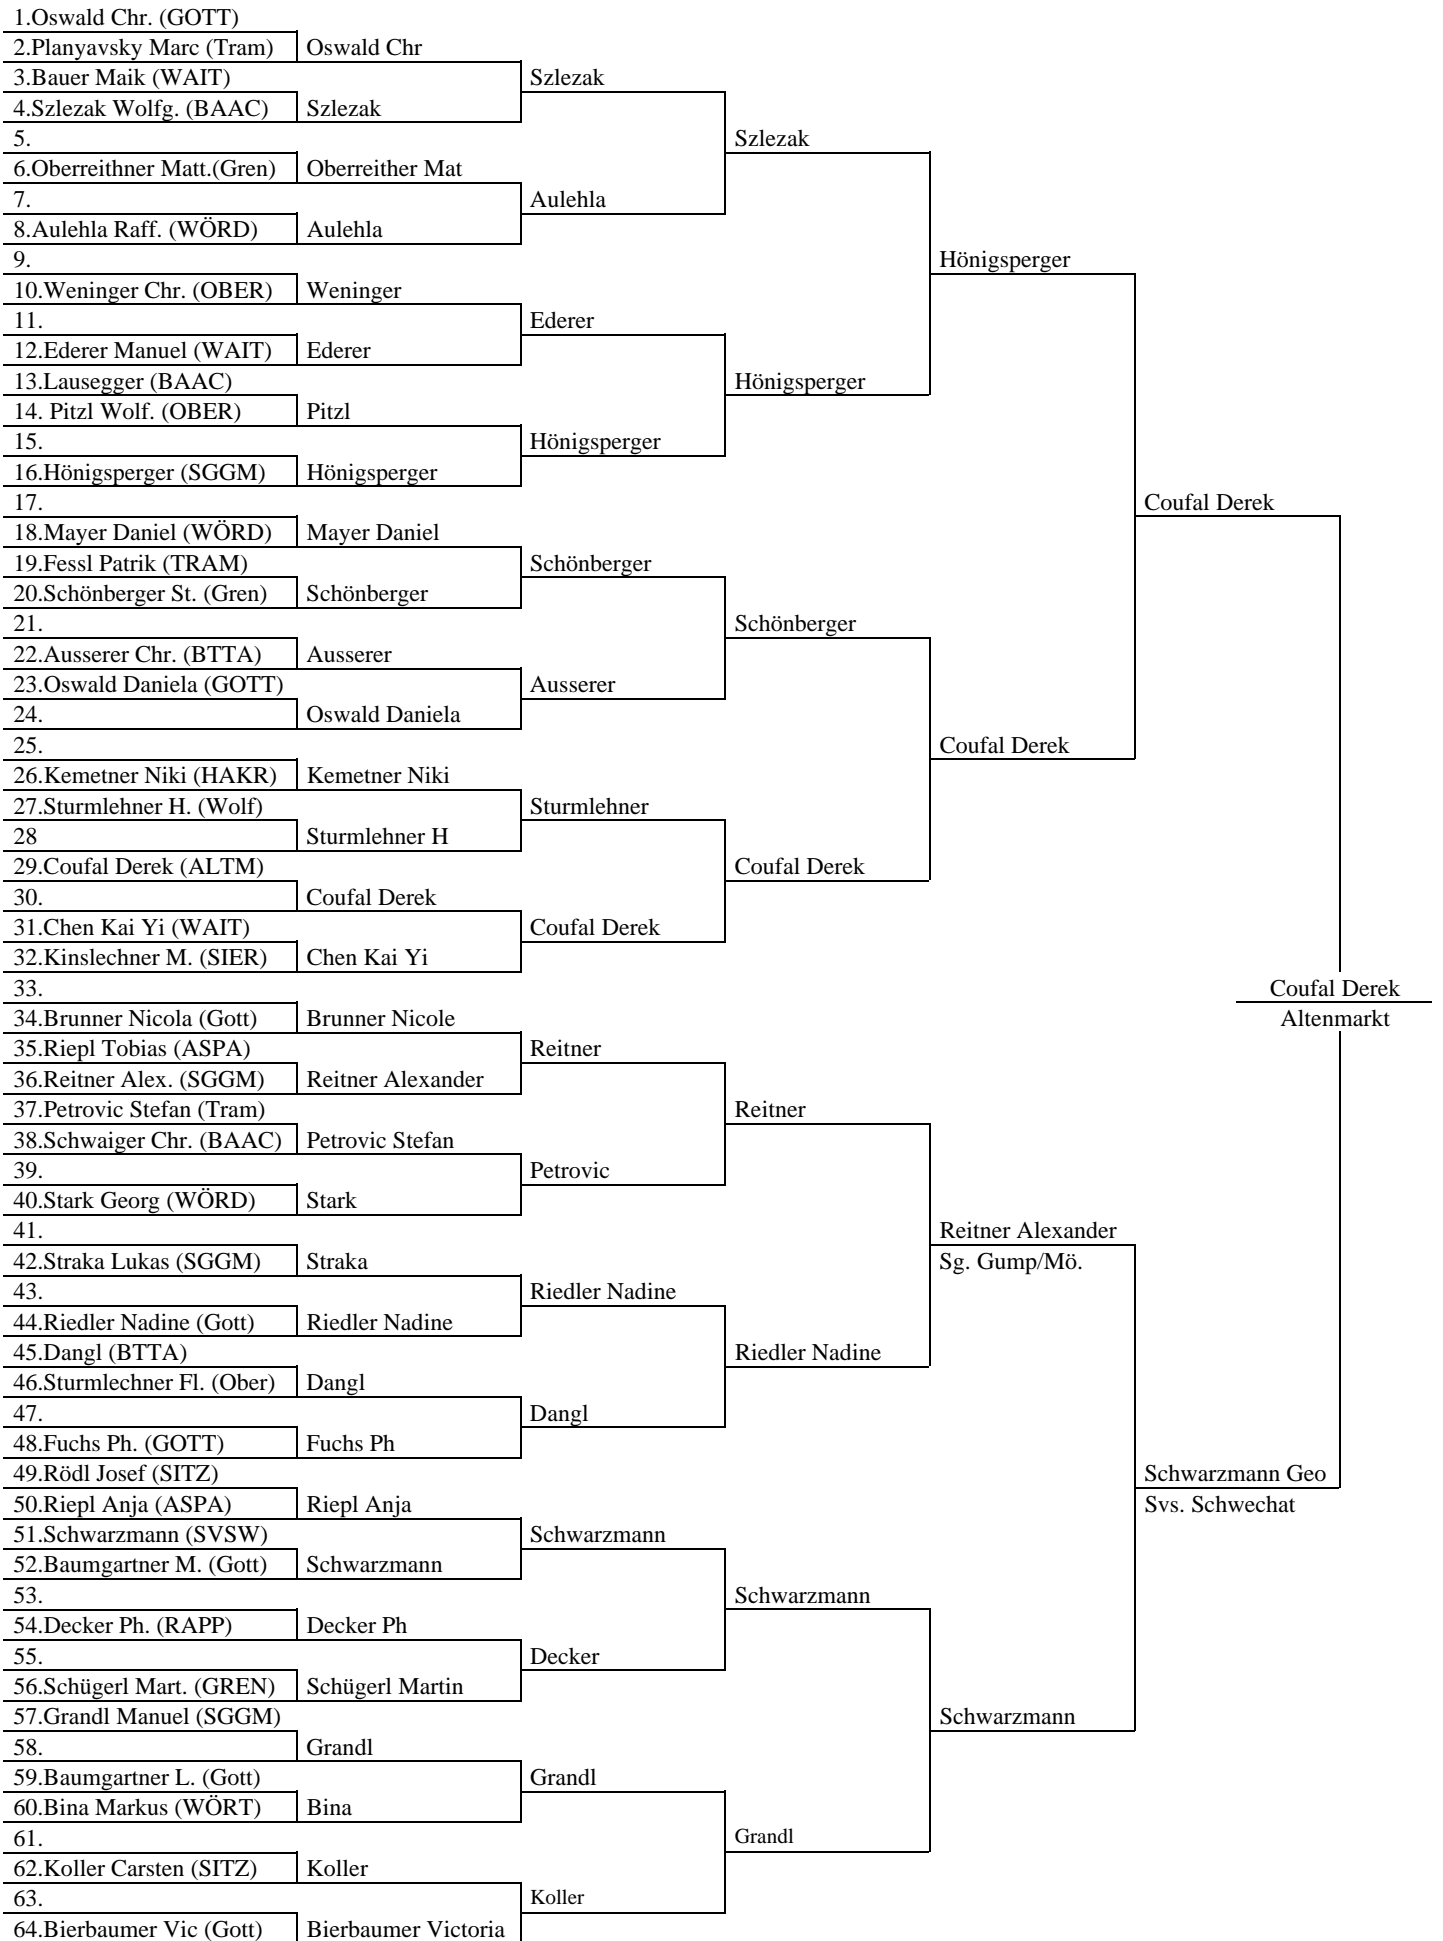 1.Oswald Chr. (GOTT)
2.Planyavsky Marc (Tram) Oswald Chr
3.Bauer Maik (WAIT) Szlezak
4.Szlezak Wolfg. (BAAC) Szlezak
5. Szlezak
6.Oberreithner Matt.(Gren) Oberreither Mat
7. Aulehla
8.Aulehla Raff. (WÖRD) Aulehla
9. Hönigsperger
10.Weninger Chr. (OBER) Weninger
11. Ederer
12.Ederer Manuel (WAIT) Ederer
13.Lausegger (BAAC) Hönigsperger
14. Pitzl Wolf. (OBER) Pitzl
15. Hönigsperger
16.Hönigsperger (SGGM) Hönigsperger
17. Coufal Derek
18.Mayer Daniel (WÖRD) Mayer Daniel
19.Fessl Patrik (TRAM) Schönberger
20.Schönberger St. (Gren) Schönberger
21. Schönberger
22.Ausserer Chr. (BTTA) Ausserer
23.Oswald Daniela (GOTT) Ausserer
24. Oswald Daniela
25. Coufal Derek
26.Kemetner Niki (HAKR) Kemetner Niki
27.Sturmlehner H. (Wolf) Sturmlehner
28 Sturmlehner H
29.Coufal Derek (ALTM) Coufal Derek
30. Coufal Derek
31.Chen Kai Yi (WAIT) Coufal Derek
32.Kinslechner M. (SIER) Chen Kai Yi
33. Coufal Derek
34.Brunner Nicola (Gott) Brunner Nicole Altenmarkt
35.Riepl Tobias (ASPA) Reitner
36.Reitner Alex. (SGGM) Reitner Alexander
37.Petrovic Stefan (Tram) Reitner
38.Schwaiger Chr. (BAAC) Petrovic Stefan
39. Petrovic
40.Stark Georg (WÖRD) Stark
41. Reitner Alexander
42.Straka Lukas (SGGM) Straka Sg. Gump/Mö.
43. Riedler Nadine
44.Riedler Nadine (Gott) Riedler Nadine
45.Dangl (BTTA) Riedler Nadine
46.Sturmlechner Fl. (Ober) Dangl
47. Dangl
48.Fuchs Ph. (GOTT) Fuchs Ph
49.Rödl Josef (SITZ) Schwarzmann Geo
50.Riepl Anja (ASPA) Riepl Anja Svs. Schwechat
51.Schwarzmann (SVSW) Schwarzmann
52.Baumgartner M. (Gott) Schwarzmann
53. Schwarzmann
54.Decker Ph. (RAPP) Decker Ph
55. Decker
56.Schügerl Mart. (GREN) Schügerl Martin
57.Grandl Manuel (SGGM) Schwarzmann
58. Grandl
59.Baumgartner L. (Gott) Grandl
60.Bina Markus (WÖRT) Bina
61. Grandl
62.Koller Carsten (SITZ) Koller
63. Koller
64.Bierbaumer Vic (Gott) Bierbaumer Victoria